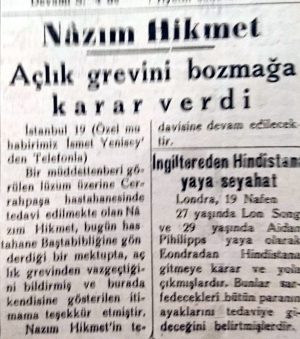 Nâzım Hikmet
Açlık grevini bozmağa
karar verdi
İstanbul 19 (Özel mu
habirimiz İsmet Yenisey'
den Telefonla)
Bir müddettenberi gö
rülen lüzum üzerine Cer
rahpaşa hastahanesinde
tedavi edilmekte olan NÂ
zım Hikmet, bugün has
tahane Baştabibliğine gön
derdiği bir mektupta, aç
lık grevinden vazgeçtiği
ni bildirmiş ve burada
kendisine gösterilen iti
mama teşekkür etmiştir.
Nazım Hikmet'in te-
davisine devam edilecek
tir.
İngiltereden Hindistana
yaya seyahat
Londra, 19 Nafen
27 yaşında Lon Song
ve 29 yaşında Aidan
Philipps yaya olarak
Londradan Hindistana
gitmeye karar ve yola
çıkmışlardır. Bunlar sar
fedecekleri bütün paranın
ayaklarını tedaviye gi
deceğini belirtmişlerdir.